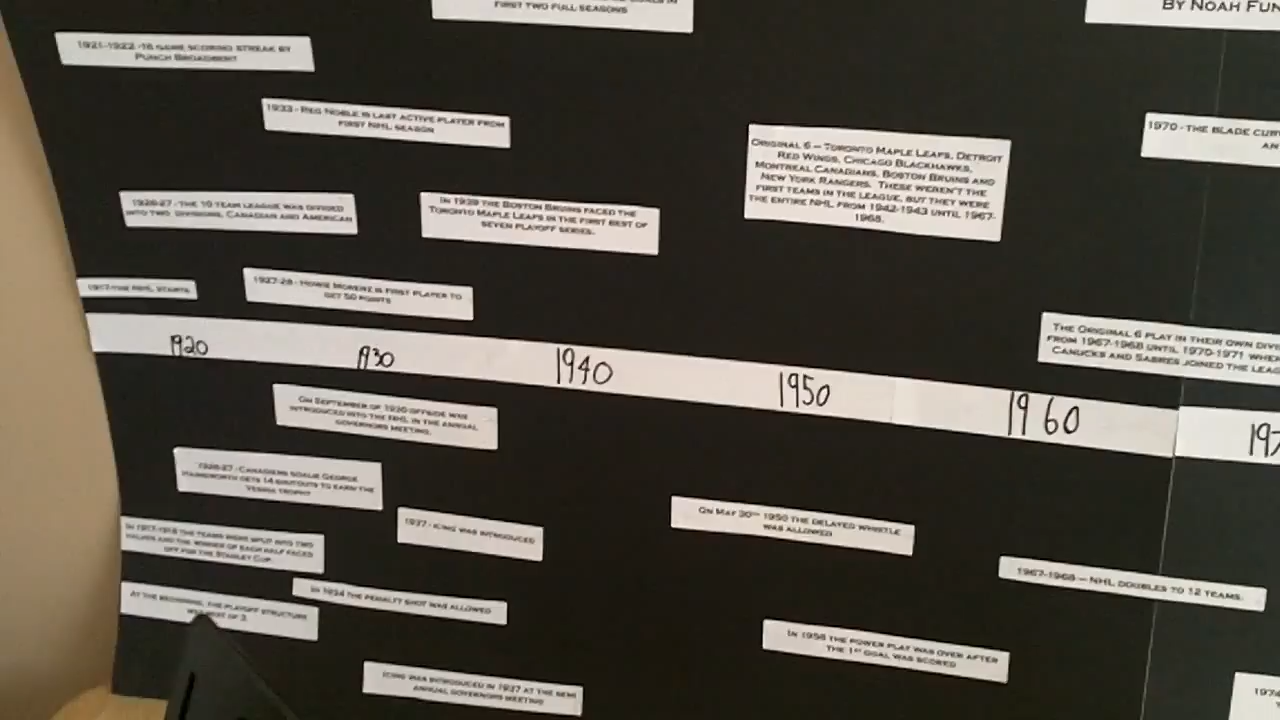 FIRST TWO FULL SEASONS
BY NOAH FUN
1921-1922 -16 GAME SCORING STREAK BY
PUNCH BROADBENT
1933 - REG NOBLE IS LAST ACTIVE PLAYER FROM
FIRST NHL SEASON
ORIGINAL 6 – TORONTO MAPLE LEAFS, DETROIT
RED WINGS, CHICAGO BLACKHAWKS,
MONTREAL CANADIANS, BOSTON BRUINS AND
NEW YORK RANGERS. THESE WEREN'T THE
FIRST TEAMS IN THE LEAGUE, BUT THEY WERE
THE ENTIRE NHL FROM 1942-1943 UNTIL 1967-
1968.
1970 - THE BLADE CUR
AN
1926-27 - THE 10 TEAM LEAGUE WAS DIVIDED
INTO TWO DIVISIONS, CANADIAN AND AMERICAN
IN 1939 THE BOSTON BRUINS FACED THE
TORONTO MAPLE LEAFS IN THE FIRST BEST OF
SEVEN PLAYOFF SERIES.
1917-THE NHL STARTS
1927-28 - HOWIE MORENZ IS FIRST PLAYER TO
GET 50 POINTS
THE ORIGINAL 6 PLAY IN THEIR OWN DIVI
FROM 1967-1968 UNTIL 1970-1971 WHE
CANUCKS AND SABRES JOINED THE LEAG
1920
1930
1940
1950
1960
197
ON SEPTEMBER OF 1930 OFFSIDE WAS
INTRODUCED INTO THE NHL IN THE ANNUAL
GOVERNORS MEETING.
1926-27 - CANADIENS GOALIE GEORGE
HAINSWORTH GETS 14 SHUTOUTS TO EARN THE
VEZINA TROPHY
1937 - ICING WAS INTRODUCED
ON MAY 30TH 1950 THE DELAYED WHISTLE
WAS ALLOWED
IN 1917-1918 THE TEAMS WERE SPLIT INTO TWO
HALVES AND THE WINNER OF EACH HALF FACED
OFF FOR THE STANLEY CUP.
1967-1968 – NHL DOUBLES TO 12 TEAMS.
AT THE BEGINNING, THE PLAYOFF STRUCTURE
WAS BEST OF 3.
IN 1934 THE PENALTY SHOT WAS ALLOWED
IN 1956 THE POWER PLAY WAS OVER AFTER
THE 1ST GOAL WAS SCORED
ICING WAS INTRODUCED IN 1937 AT THE SEMI
ANNUAL GOVERNORS MEETING
1974